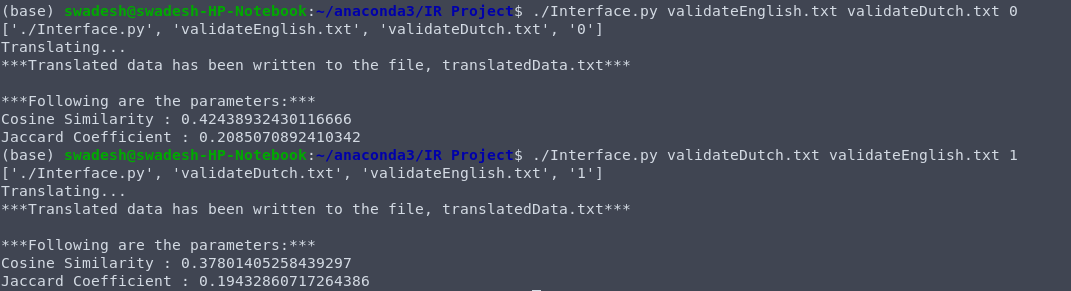 (base) swadesh@swadesh-HP-Notebook:~/anaconda3/IR Project$ ./Interface.py validateEnglish.txt validateDutch.txt 0
['./Interface.py', 'validateEnglish.txt', 'validateDutch.txt', '0']
Translating...
***Translated data has been written to the file, translatedData.txt***
***Following are the parameters:***
Cosine Similarity : 0.42438932430116666
Jaccard Coefficient : 0.2085070892410342
(base) swadesh@swadesh-HP-Notebook:~/anaconda3/IR Project$ ./Interface.py validateDutch.txt validateEnglish.txt 1
['./Interface.py', 'validateDutch.txt', 'validateEnglish.txt', '1']
Translating...
***Translated data has been written to the file, translatedData.txt***
***Following are the parameters:***
Cosine Similarity : 0.37801405258439297
Jaccard Coefficient : 0.19432860717264386